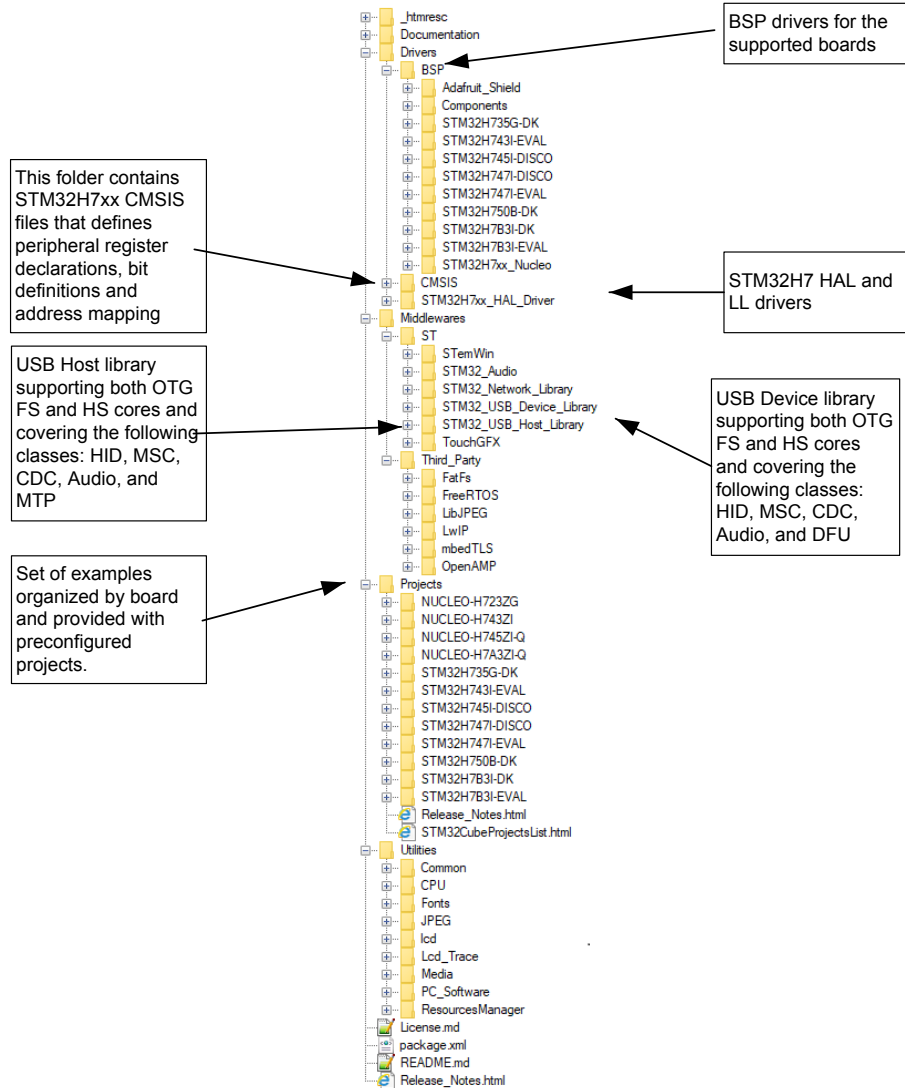 _htmresc
Documentation
Drivers
BSP
Adafruit_Shield
Components
STM32H735G-DK
STM32H743I-EVAL
STM32H745I-DISCO
STM32H747I-DISCO
STM32H747I-EVAL
STM32H750B-DK
STM32H7B3I-DK
STM32H7B3I-EVAL
STM32H7xx_Nucleo
CMSIS
STM32H7xx_HAL_Driver
Middlewares
ST
STemWin
STM32_Audio
STM32_Network_Library
STM32_USB_Device_Library
STM32_USB_Host_Library
TouchGFX
Third_Party
FatFs
FreeRTOS
LibJPEG
LwIP
mbedTLS
OpenAMP
Projects
NUCLEO-H723ZG
NUCLEO-H743ZI
NUCLEO-H745ZI-Q
NUCLEO-H7A3ZI-Q
STM32H735G-DK
STM32H743I-EVAL
STM32H745I-DISCO
STM32H747I-DISCO
STM32H747I-EVAL
STM32H750B-DK
STM32H7B3I-DK
STM32H7B3I-EVAL
Release_Notes.html
STM32CubeProjectsList.html
Utilities
Common
CPU
Fonts
JPEG
lcd
Lcd_Trace
Media
PC_Software
ResourcesManager
License.md
package.xml
README.md
Release_Notes.html
BSP drivers for the
supported boards
This folder contains
STM32H7xx CMSIS
files that defines
peripheral register
declarations, bit
definitions and
address mapping
STM32H7 HAL and
LL drivers
USB Host library
supporting both OTG
FS and HS cores and
covering the following
classes: HID, MSC,
CDC, Audio, and
MTP
USB Device library
supporting both OTG
FS and HS cores
and covering the
following classes:
HID, MSC, CDC,
Audio, and DFU
Set of examples
organized by board
and provided with
preconfigured
projects.